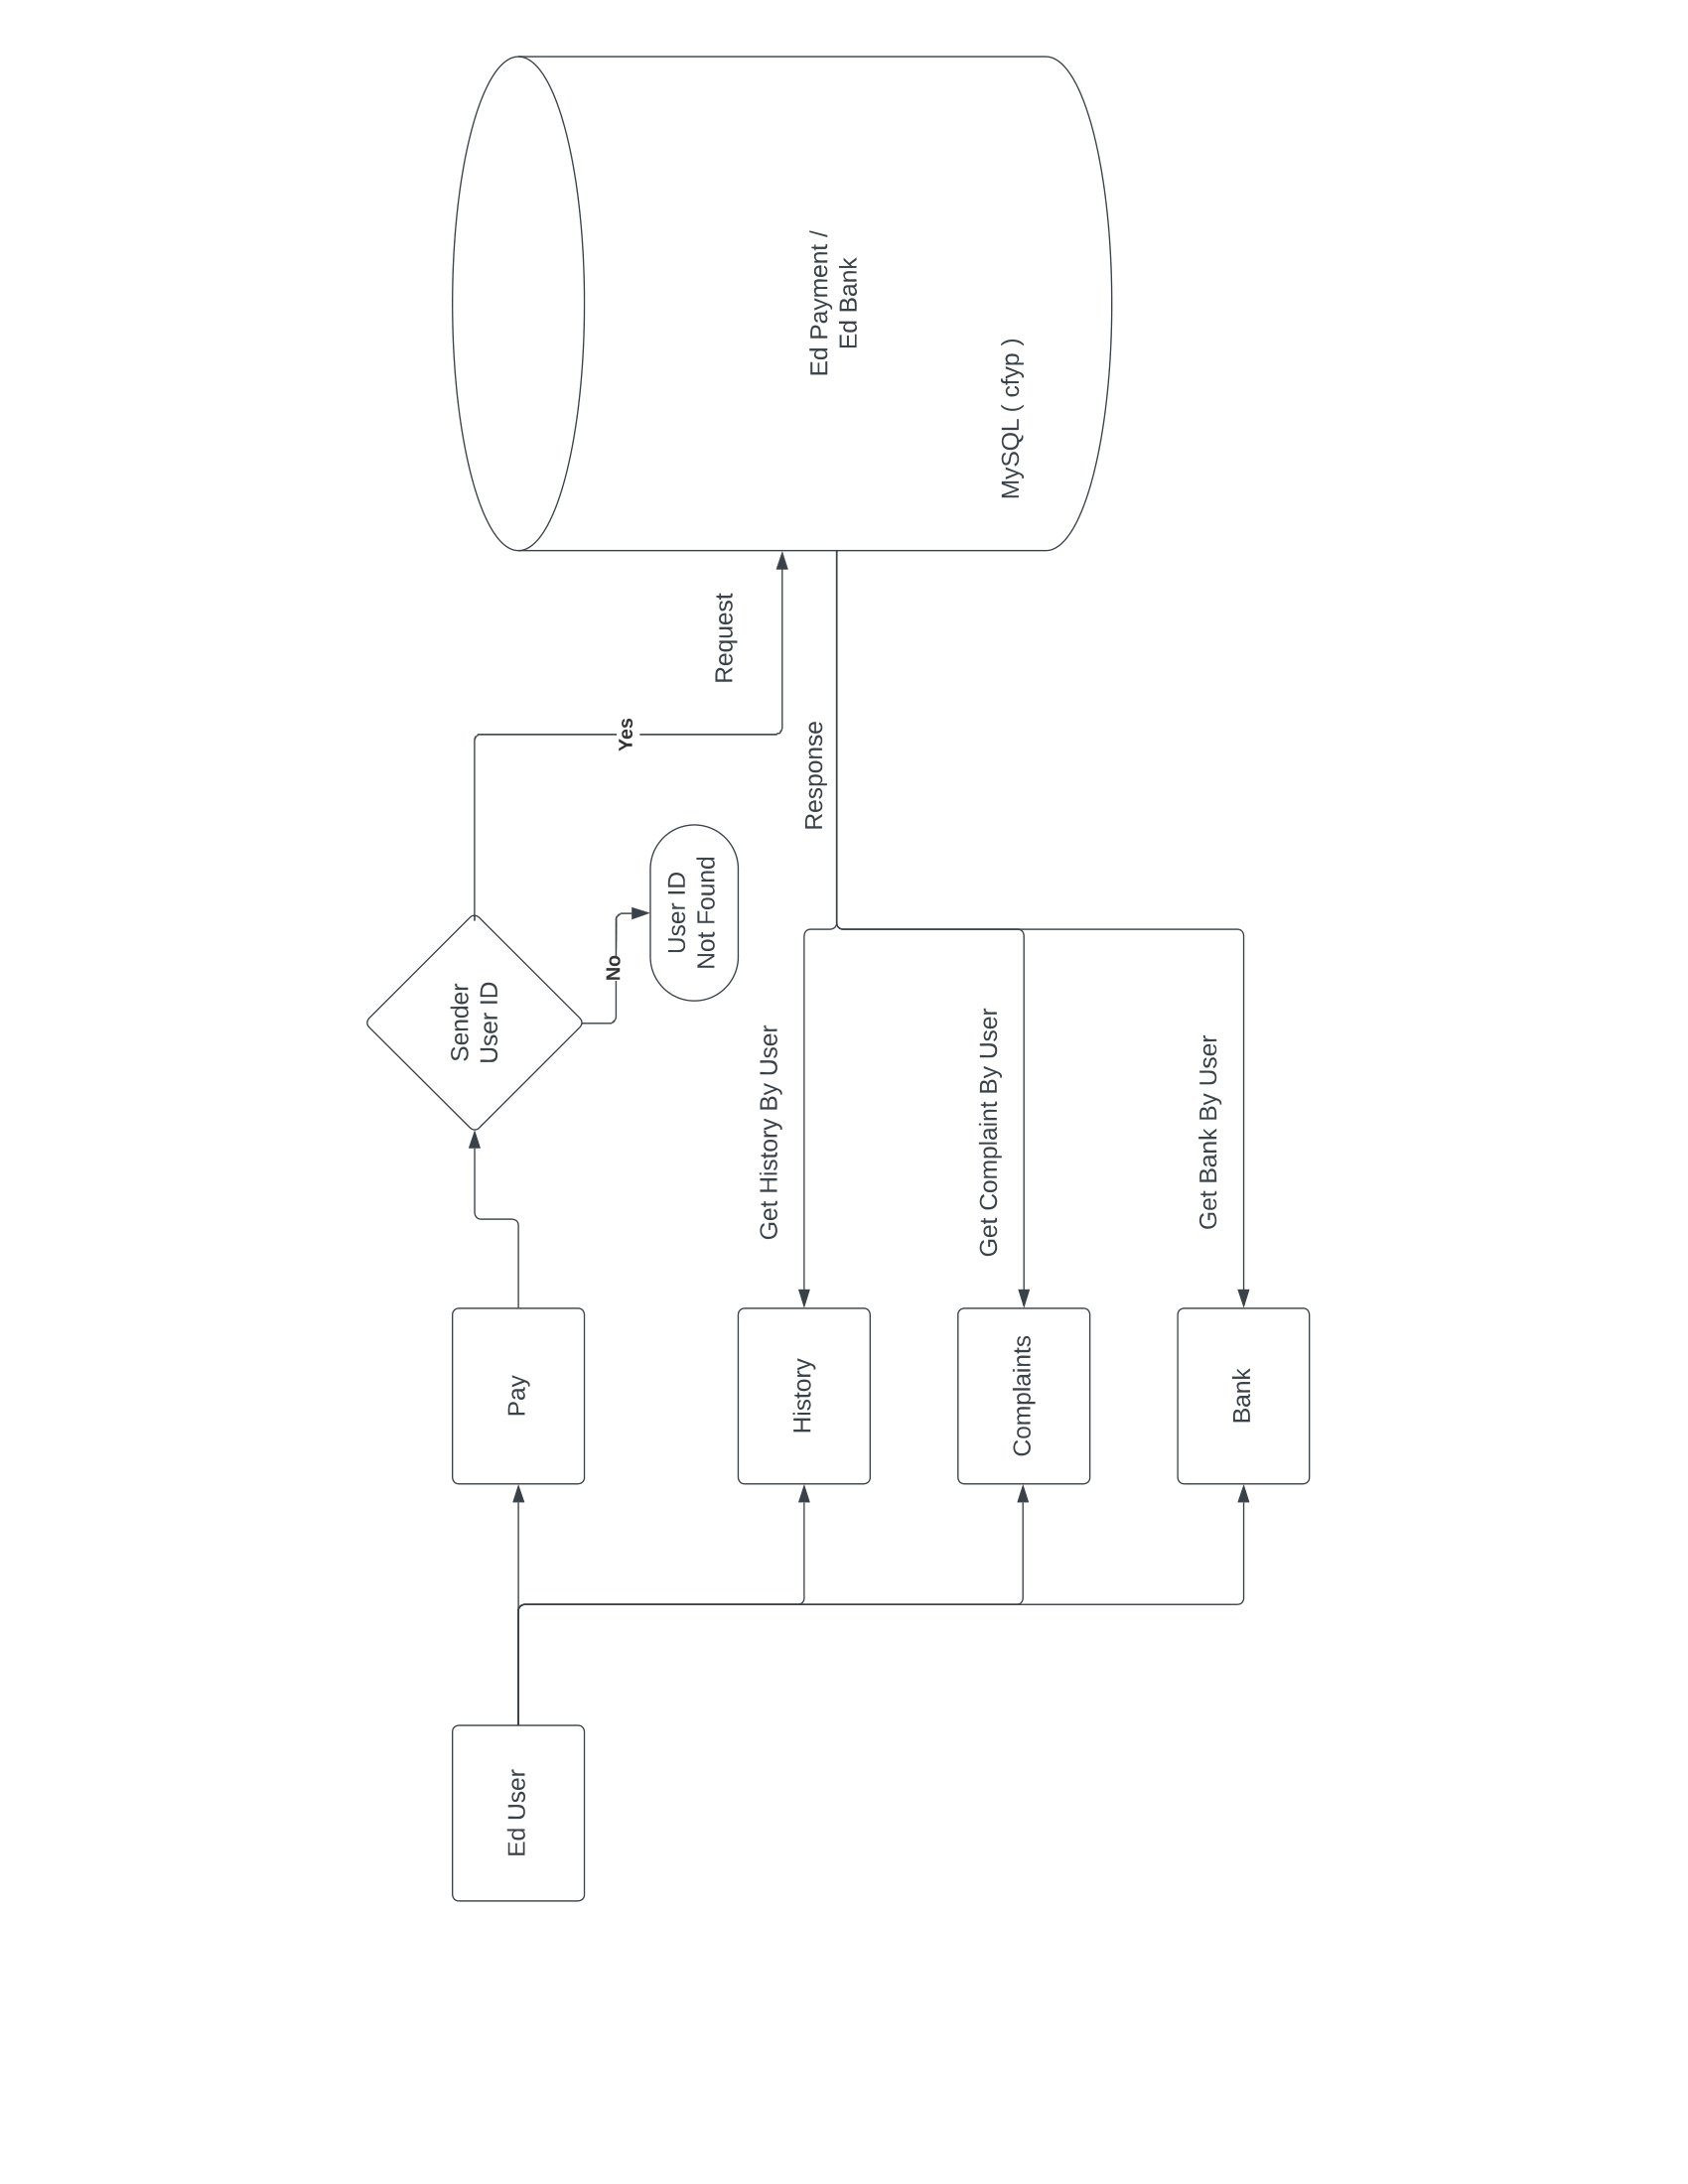 Ed User
Pay
Sender
User ID
Yes
No
User ID
Not Found
Request
Response
Ed Payment /
Ed Bank
MySQL ( cfyp )
History
Get History By User
Complaints
Get Complaint By User
Bank
Get Bank By User